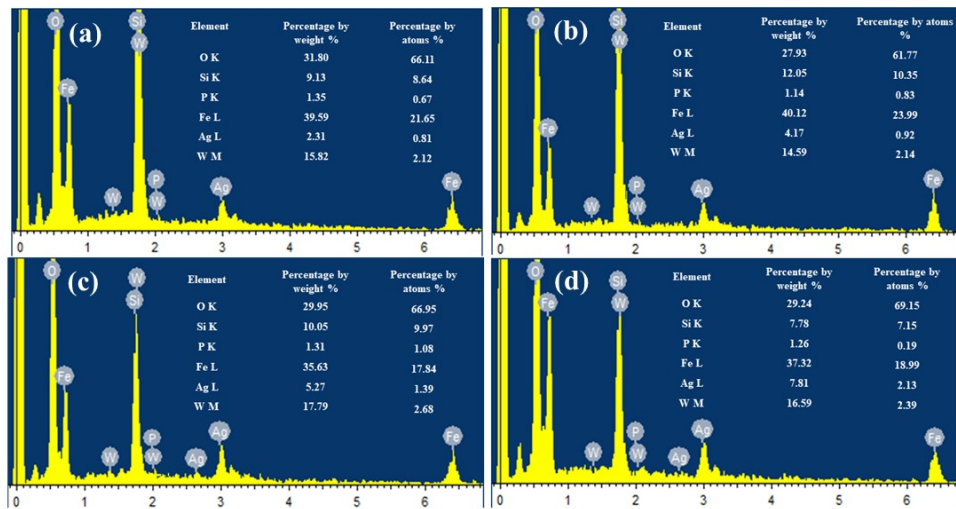 (a)
Element Percentage by weight % Percentage by atoms %
O K 31.80 66.11
Si K 9.13 8.64
P K 1.35 0.67
Fe L 39.59 21.65
Ag L 2.31 0.81
W M 15.82 2.12
O
Fe
Si
W
W
P
W
Ag
Fe
0 1 2 3 4 5 6
(b)
Element Percentage by weight % Percentage by atoms %
O K 27.93 61.77
Si K 12.05 10.35
P K 1.14 0.83
Fe L 40.12 23.99
Ag L 4.17 0.92
W M 14.59 2.14
O
Fe
Si
W
W
P
W
Ag
Fe
0 1 2 3 4 5 6
(c)
Element Percentage by weight % Percentage by atoms %
O K 29.95 66.95
Si K 10.05 9.97
P K 1.31 1.08
Fe L 35.63 17.84
Ag L 5.27 1.39
W M 17.79 2.68
O
Fe
W
Si
W
P
W
Ag
Ag
Fe
0 1 2 3 4 5 6
(d)
Element Percentage by weight % Percentage by atoms %
O K 29.24 69.15
Si K 7.78 7.15
P K 1.26 0.19
Fe L 37.32 18.99
Ag L 7.81 2.13
W M 16.59 2.39
O
Fe
Si
W
W
P
W
Ag
Ag
Fe
0 1 2 3 4 5 6